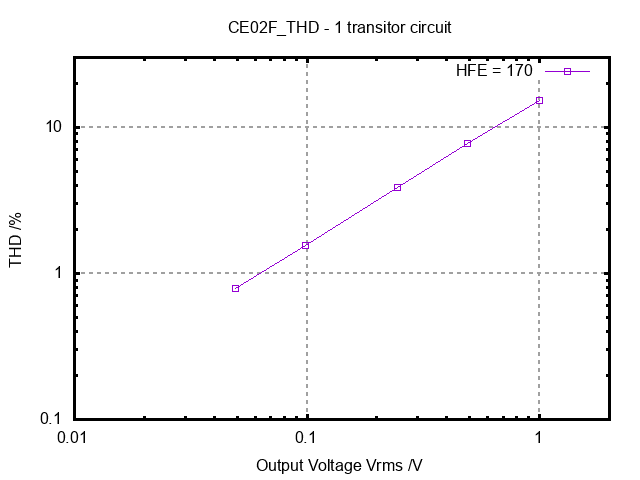 CE02F_THD - 1 transitor circuit
HFE = 170
10
1
0.1
THD /%
0.01
0.1
1
Output Voltage Vrms /V